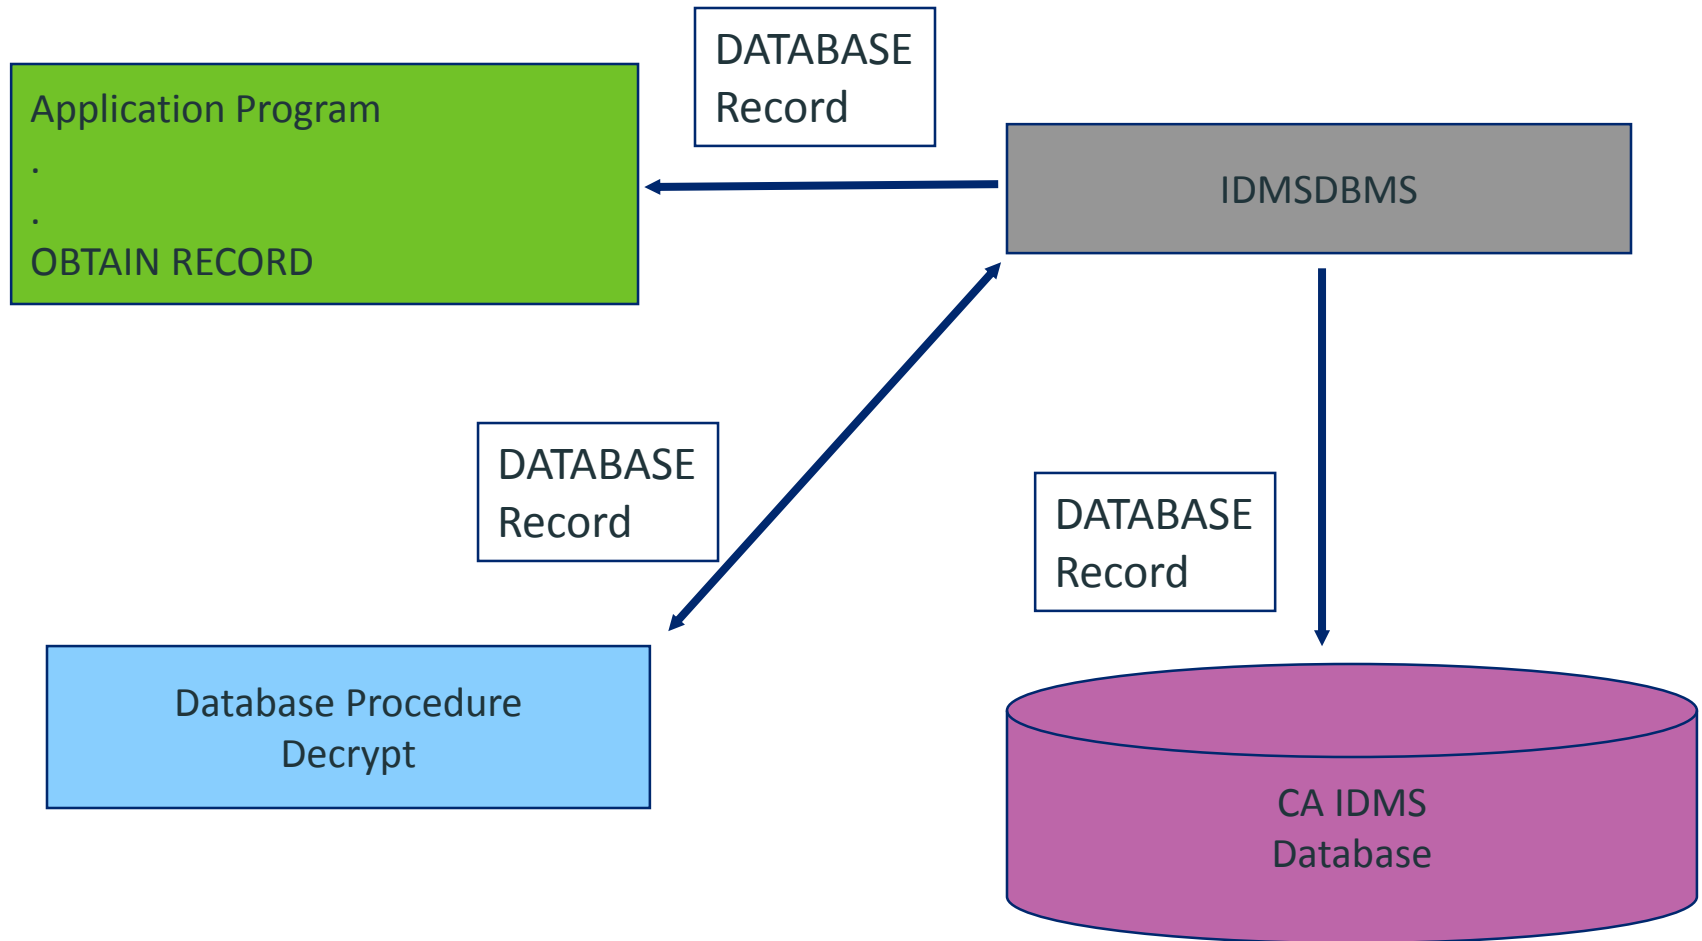 DATABASE
Record
Application Program
.
.
OBTAIN RECORD
IDMSDBMS
DATABASE
Record
DATABASE
Record
Database Procedure
Decrypt
CA IDMS
Database